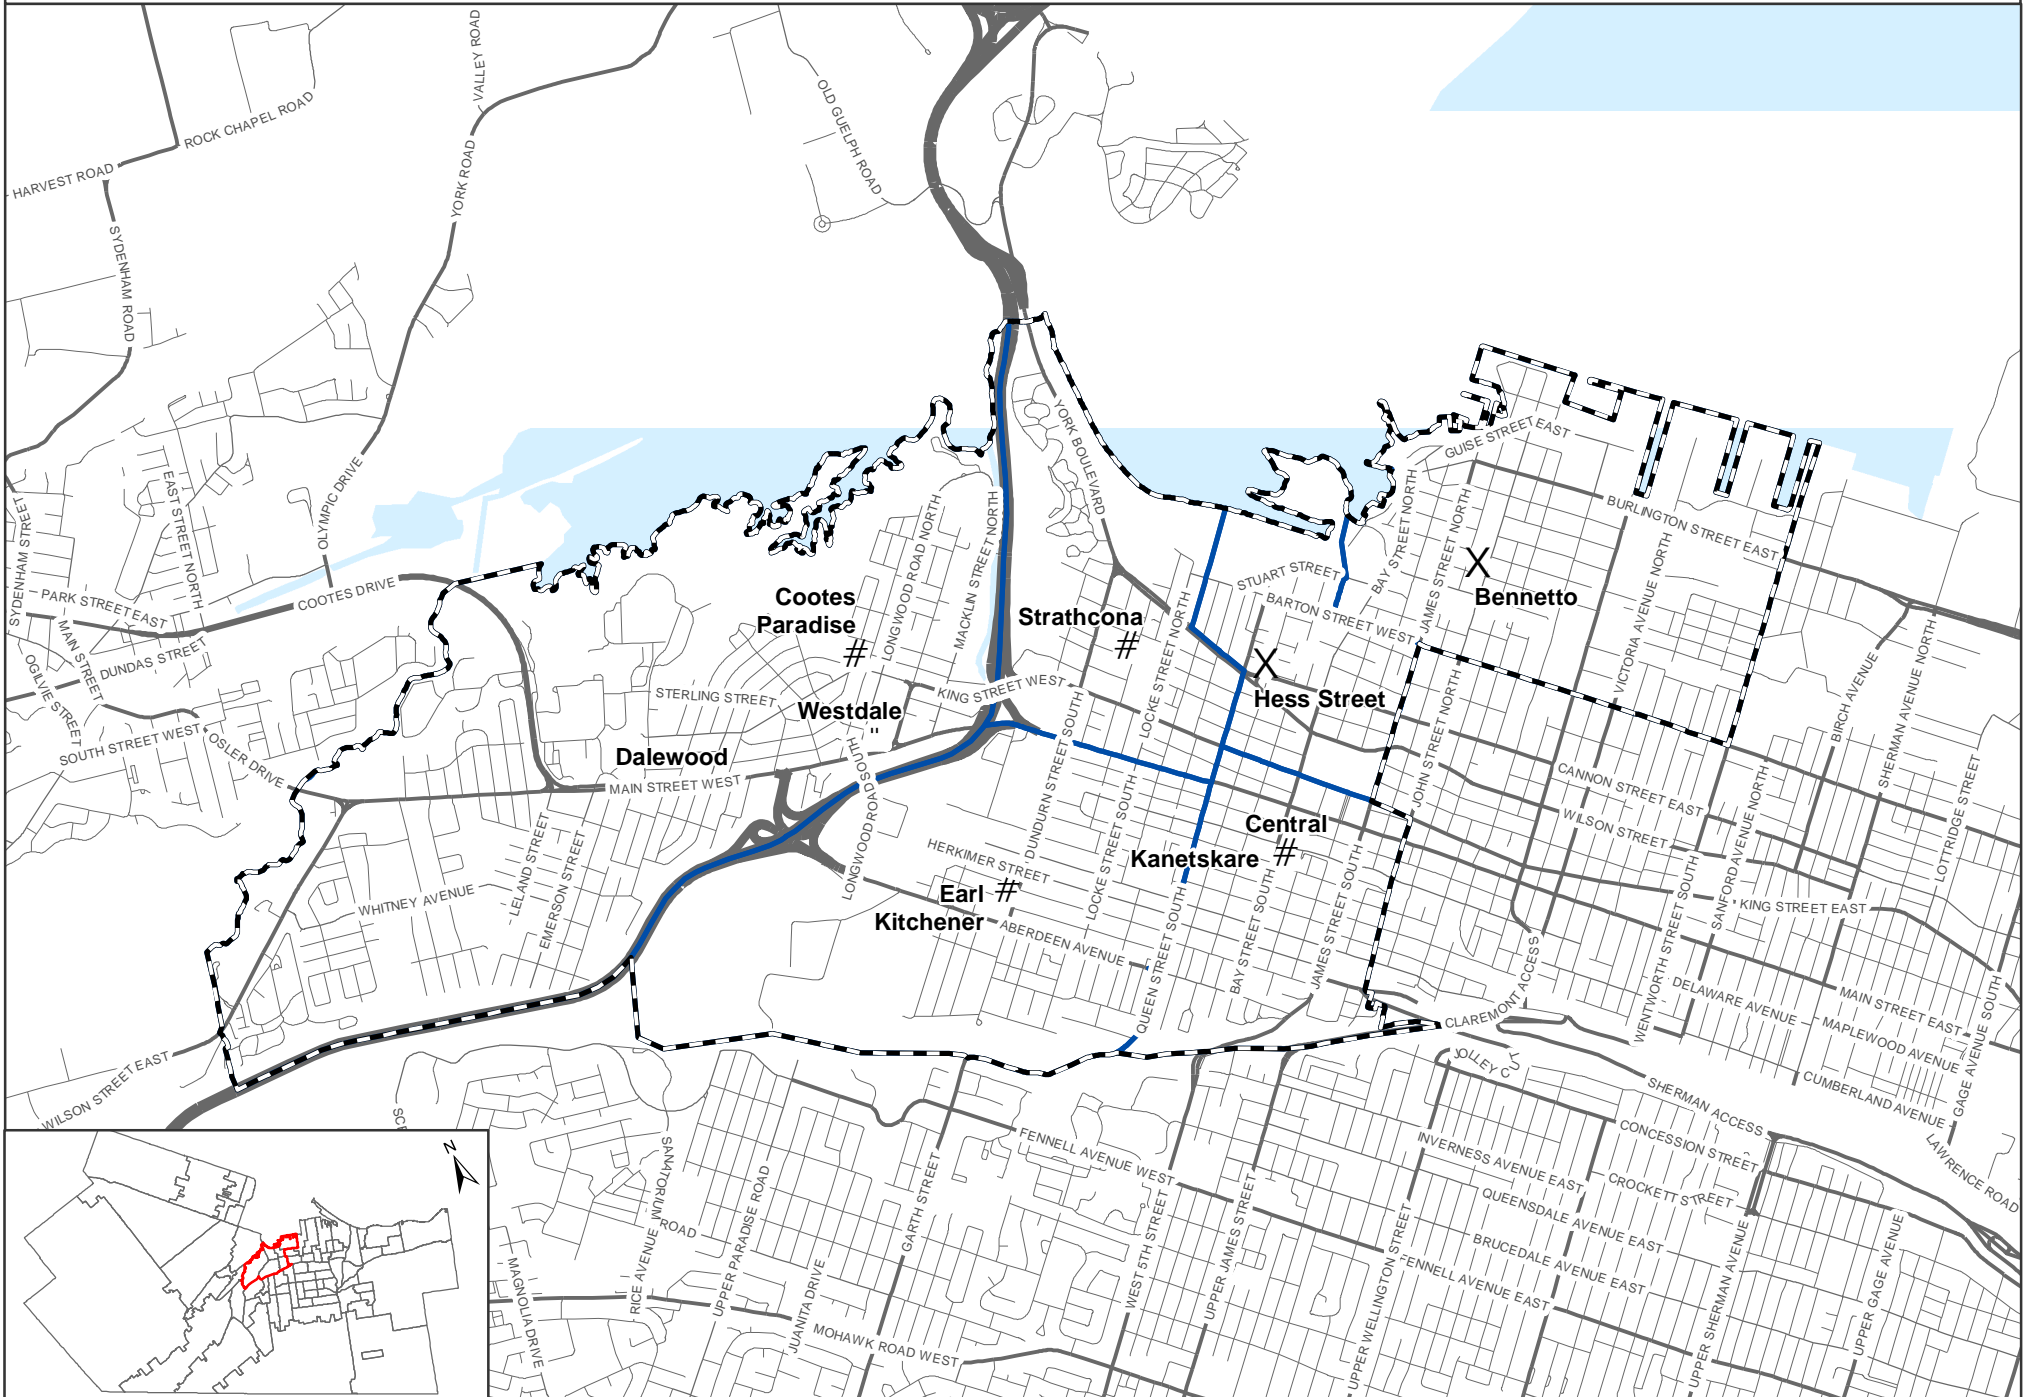 VALLEY ROAD
ROCK CHAPEL ROAD
HARVEST ROAD
YORK ROAD
OLD GUELPH ROAD
SYDENHAM ROAD
EAST STREET NORTH
OLYMPIC DRIVE
SYDENHAM STREET
PARK STREET EAST
MAIN STREET
COOTES DRIVE
DUNDAS STREET
OGILVIE STREET
SOUTH STREET WEST
OSLER DRIVE
YORK BOULEVARD
GUISE STREET EAST
BURLINGTON STREET EAST
BAY STREET NORTH
JAMES STREET NORTH
VICTORIA AVENUE NORTH
X
Bennetto
STUART STREET
BARTON STREET WEST
Cootes
Paradise
#
LONGWOOD ROAD NORTH
MACKLIN STREET NORTH
Strathcona
#
LOCKE STREET NORTH
X
Hess Street
STERLING STREET
KING STREET WEST
Westdale
"
Dalewood
MAIN STREET WEST
LONGWOOD ROAD SOUTH
DUNDURN STREET SOUTH
LOCKE STREET SOUTH
JOHN STREET NORTH
BIRCH AVENUE
SHERMAN AVENUE NORTH
CANNON STREET EAST
WILSON STREET
SANFORD AVENUE NORTH
LOTTRIDGE STREET
Central
#
Kanetskare
HERKIMER STREET
Earl
Kitchener
#
LELAND STREET
EMERSON STREET
WHITNEY AVENUE
ABERDEEN AVENUE
QUEEN STREET SOUTH
BAY STREET SOUTH
JAMES STREET SOUTH
KING STREET EAST
WENTWORTH STREET SOUTH
CLAREMONT ACCESS
DELAWARE AVENUE
MAIN STREET EAST
MAPLEWOOD AVENUE
CUMBERLAND AVENUE
GAGE AVENUE SOUTH
LAWRENCE ROAD
SHERMAN ACCESS
CONCESSION STREET
CROCKETT STREET
INVERNESS AVENUE EAST
QUEENSDALE AVENUE EAST
BRUCEDALE AVENUE EAST
FENNELL AVENUE EAST
WILSON STREET EAST
SANATORIUM ROAD
RICE AVENUE
MAGNOLIA DRIVE
UPPER PARADISE ROAD
JUANITA DRIVE
GARTH STREET
FENNELL AVENUE WEST
WEST 5TH STREET
UPPER JAMES STREET
UPPER WELLINGTON STREET
UPPER SHERMAN AVENUE
UPPER GAGE AVENUE
MOHAWK ROAD WEST
N